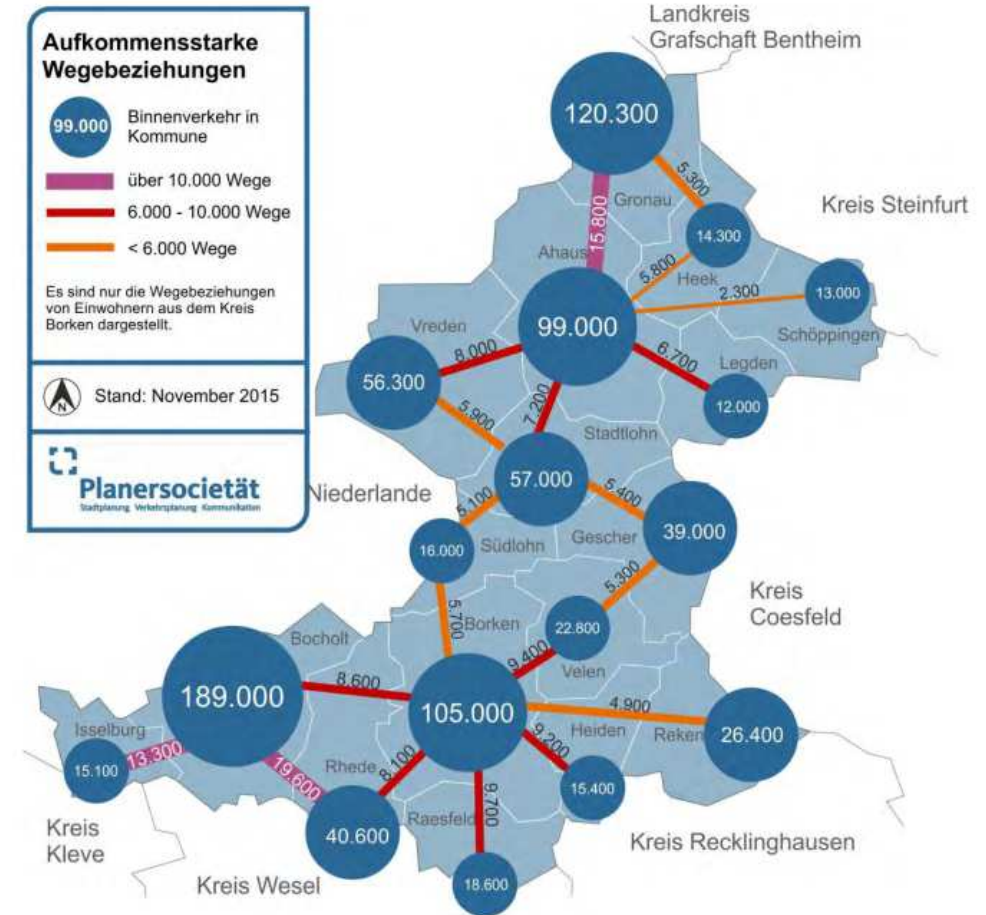 Aufkommensstarke
Wegebeziehungen
99.000
Binnenverkehr in
Kommune
über 10.000 Wege
6.000 - 10.000 Wege
< 6.000 Wege
Es sind nur die Wegebeziehungen
von Einwohnern aus dem Kreis
Borken dargestellt.
N
Stand: November 2015
Planersocietät
Stadtplanung Verkehrsplanung Kommunikation
Landkreis
Grafschaft Bentheim
120.300
5.300
Gronau
15.800
14.300
Kreis Steinfurt
Ahaus
5.800
Heek
2.300
13.000
Schöppingen
99.000
Vreden
8.000
6.700
Legden
56.300
12.000
7.200
5.900
Stadtlohn
57.000
5.400
Niederlande
5.100
39.000
Gescher
16.000
Südlohn
5.300
Kreis
Coesfeld
5.700
Borken
22.800
Bocholt
9.400
Velen
8.600
189.000
105.000
4.900
Heiden
Reken
26.400
Isselburg
13.300
15.100
9.200
Rhede
8.100
19.600
15.400
9.700
Raesfeld
40.600
Kreis
Kleve
Kreis Recklinghausen
Kreis Wesel
18.600